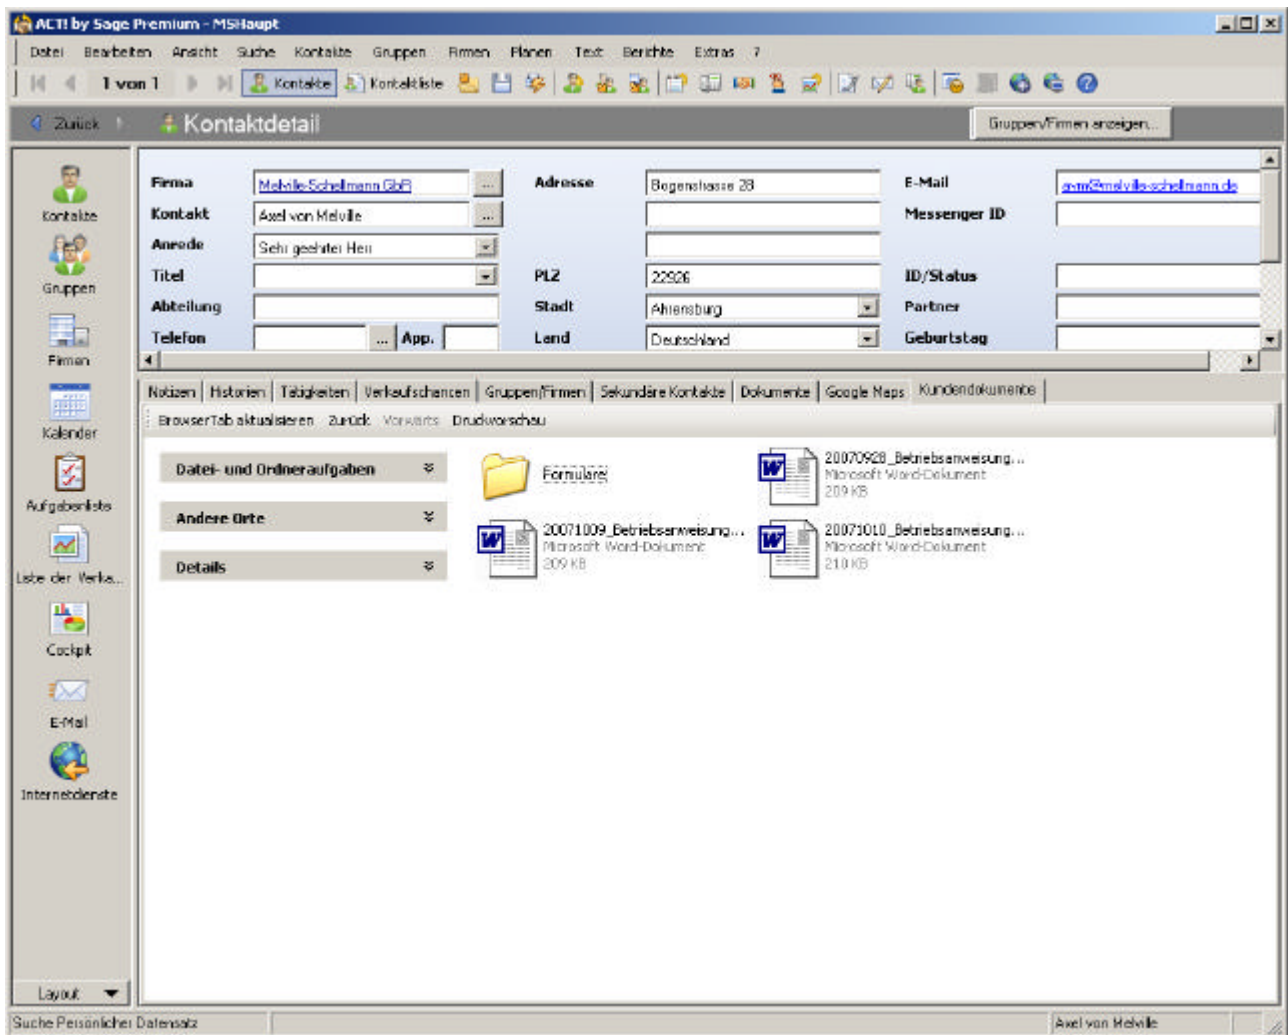 ACT! by Sage Premium - MSHaupt
Datei Bearbeiten Ansicht Suche Kontakte Gruppen Firmen Planen Text Berichte Extras ?
1 von 1 Kontakte Kontaktliste
Zurück Kontaktdetail Gruppen/Firmen anzeigen...
Kontakte
Gruppen
Firmen
Kalender
Aufgabenliste
Liste der Verka...
Cockpit
E-Mail
Internetdienste
Layout
Firma Melville-Schellmann GbR ... Adresse Bogenstrasse 28 E-Mail avm@melville-schellmann.de
Kontakt Axel von Melville ... Messenger ID
Anrede Sehr geehrter Herr
Titel PLZ 22926 ID/Status
Abteilung Stadt Ahrensburg Partner
Telefon ... App. Land Deutschland Geburtstag
Notizen Historien Tätigkeiten Verkaufschancen Gruppen/Firmen Sekundäre Kontakte Dokumente Google Maps Kundendokumente
BrowserTab aktualisieren Zurück Vorwärts Druckvorschau
Datei- und Ordneraufgaben
Andere Orte
Details
Formulare
20070928_Betriebsanweisung...
Microsoft Word-Dokument
209 KB
20071009_Betriebsanweisung...
Microsoft Word-Dokument
209 KB
20071010_Betriebsanweisung...
Microsoft Word-Dokument
210 KB
Suche Persönlicher Datensatz Axel von Melville